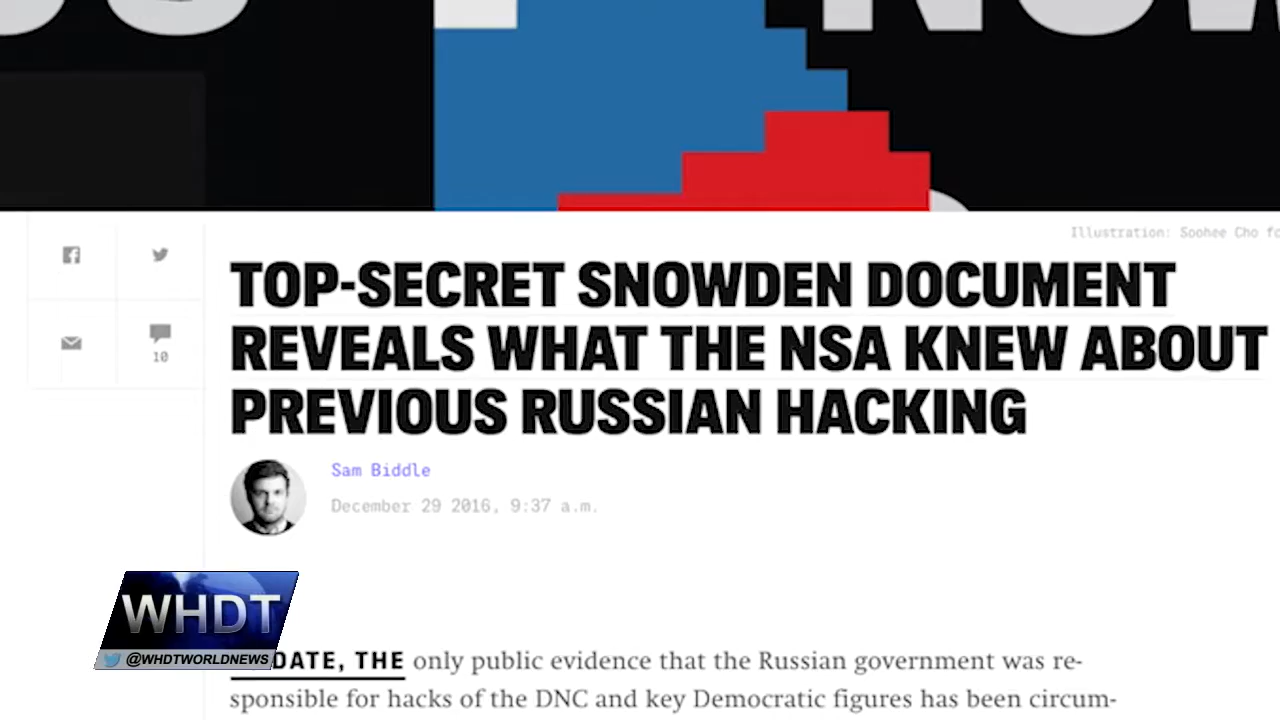 Illustration: Soohee Cho
TOP-SECRET SNOWDEN DOCUMENT
REVEALS WHAT THE NSA KNEW ABOUT
PREVIOUS RUSSIAN HACKING
Sam Biddle
December 29 2016, 9:37 a.m.
10
WHDT
@WHDTWORLDNEWS
DATE, THE only public evidence that the Russian government was re-
sponsible for hacks of the DNC and key Democratic figures has been circum-